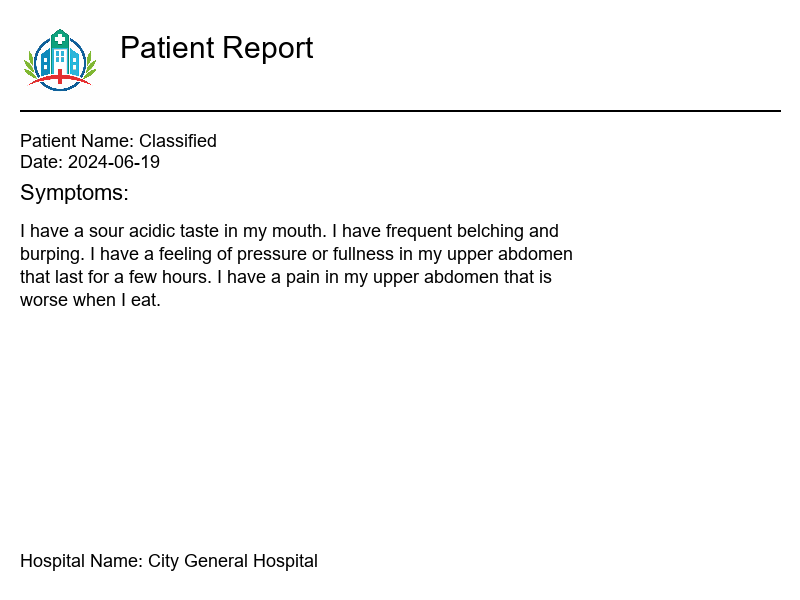 Patient Report
Patient Name: Classified
Date: 2024-06-19
Symptoms:
I have a sour acidic taste in my mouth. I have frequent belching and
burping. I have a feeling of pressure or fullness in my upper abdomen
that last for a few hours. I have a pain in my upper abdomen that is
worse when I eat.
Hospital Name: City General Hospital